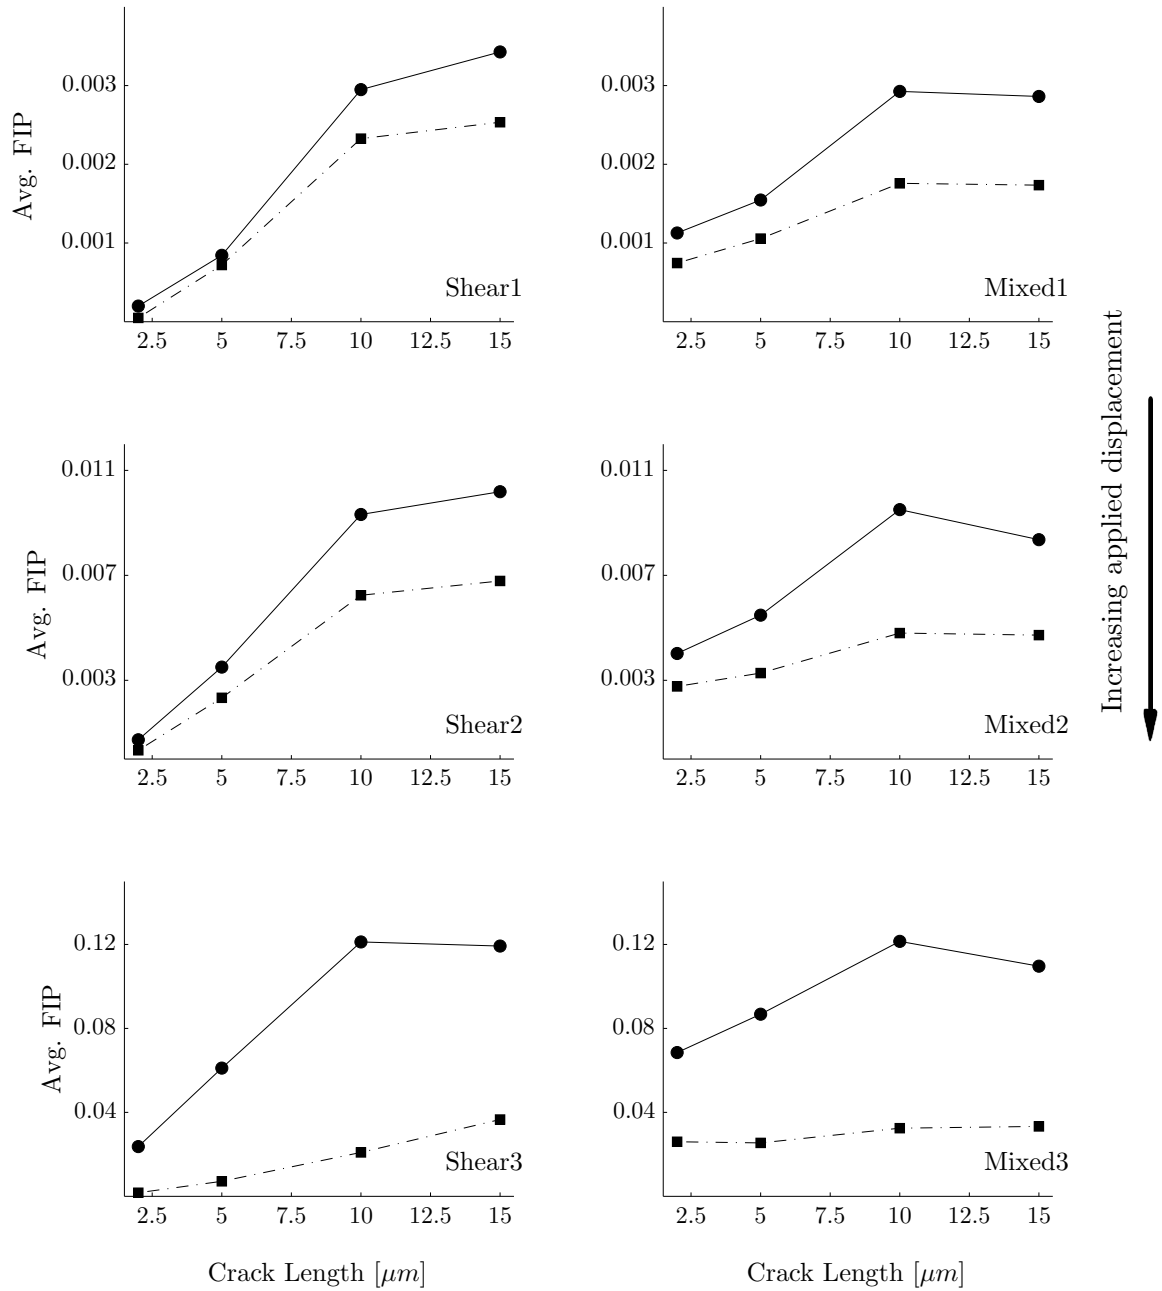 0.003
0.002
0.001
Avg. FIP
Shear1
2.5 5 7.5 10 12.5 15
0.003
0.002
0.001
Mixed1
2.5 5 7.5 10 12.5 15
0.011
0.007
0.003
Avg. FIP
Shear2
2.5 5 7.5 10 12.5 15
0.011
0.007
0.003
Mixed2
2.5 5 7.5 10 12.5 15
Increasing applied displacement
0.12
0.08
0.04
Avg. FIP
Shear3
2.5 5 7.5 10 12.5 15
Crack Length [μm]
0.12
0.08
0.04
Mixed3
2.5 5 7.5 10 12.5 15
Crack Length [μm]